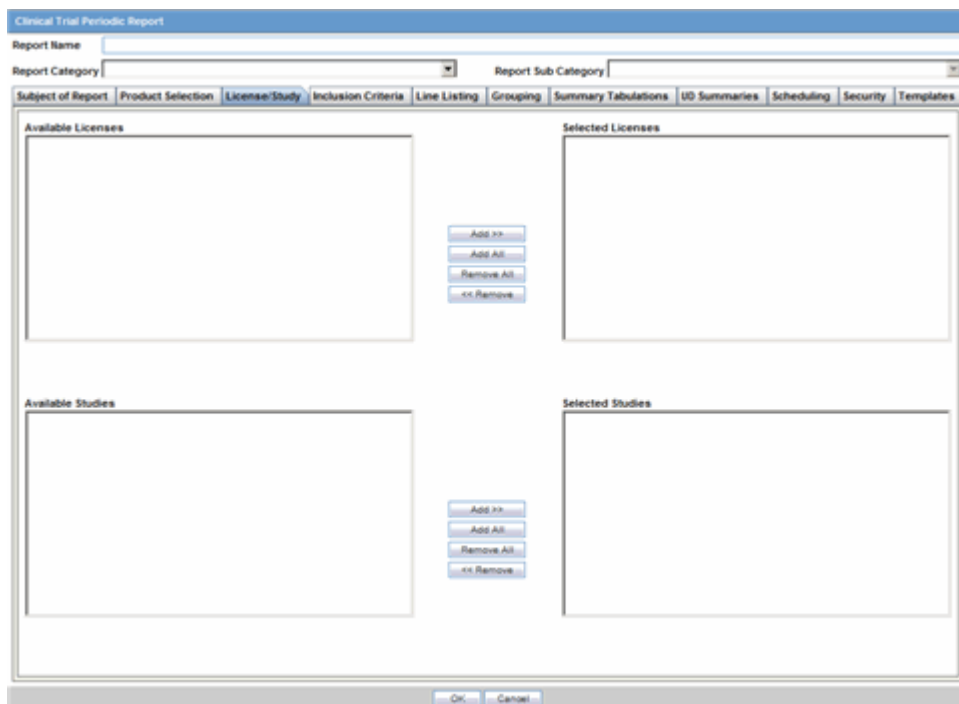 Clinical Trial Periodic Report
Report Name
Report Category Report Sub Category
Subject of Report Product Selection License/Study Inclusion Criteria Line Listing Grouping Summary Tabulations UD Summaries Scheduling Security Templates
Available Licenses Selected Licenses
Add >>
Add All
Remove All
<< Remove
Available Studies Selected Studies
Add >>
Add All
Remove All
<< Remove
OK Cancel